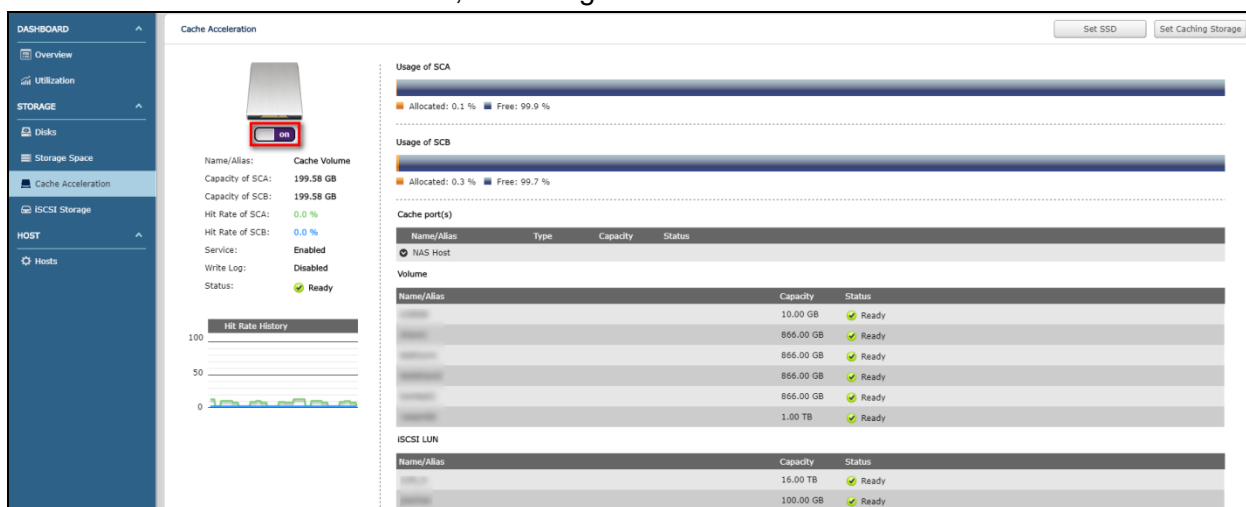 DASHBOARD
Overview
Utilization
STORAGE
Disks
Storage Space
Cache Acceleration
iSCSI Storage
HOST
Hosts
Cache Acceleration
Set SSD
Set Caching Storage
on
Name/Alias: Cache Volume
Capacity of SCA: 199.58 GB
Capacity of SCB: 199.58 GB
Hit Rate of SCA: 0.0 %
Hit Rate of SCB: 0.0 %
Service: Enabled
Write Log: Disabled
Status: Ready
Hit Rate History
100
50
0
Usage of SCA
Allocated: 0.1 % Free: 99.9 %
Usage of SCB
Allocated: 0.3 % Free: 99.7 %
Cache port(s)
Name/Alias Type Capacity Status
NAS Host
Volume
Name/Alias Capacity Status
10.00 GB Ready
866.00 GB Ready
866.00 GB Ready
866.00 GB Ready
866.00 GB Ready
1.00 TB Ready
iSCSI LUN
Name/Alias Capacity Status
16.00 TB Ready
100.00 GB Ready